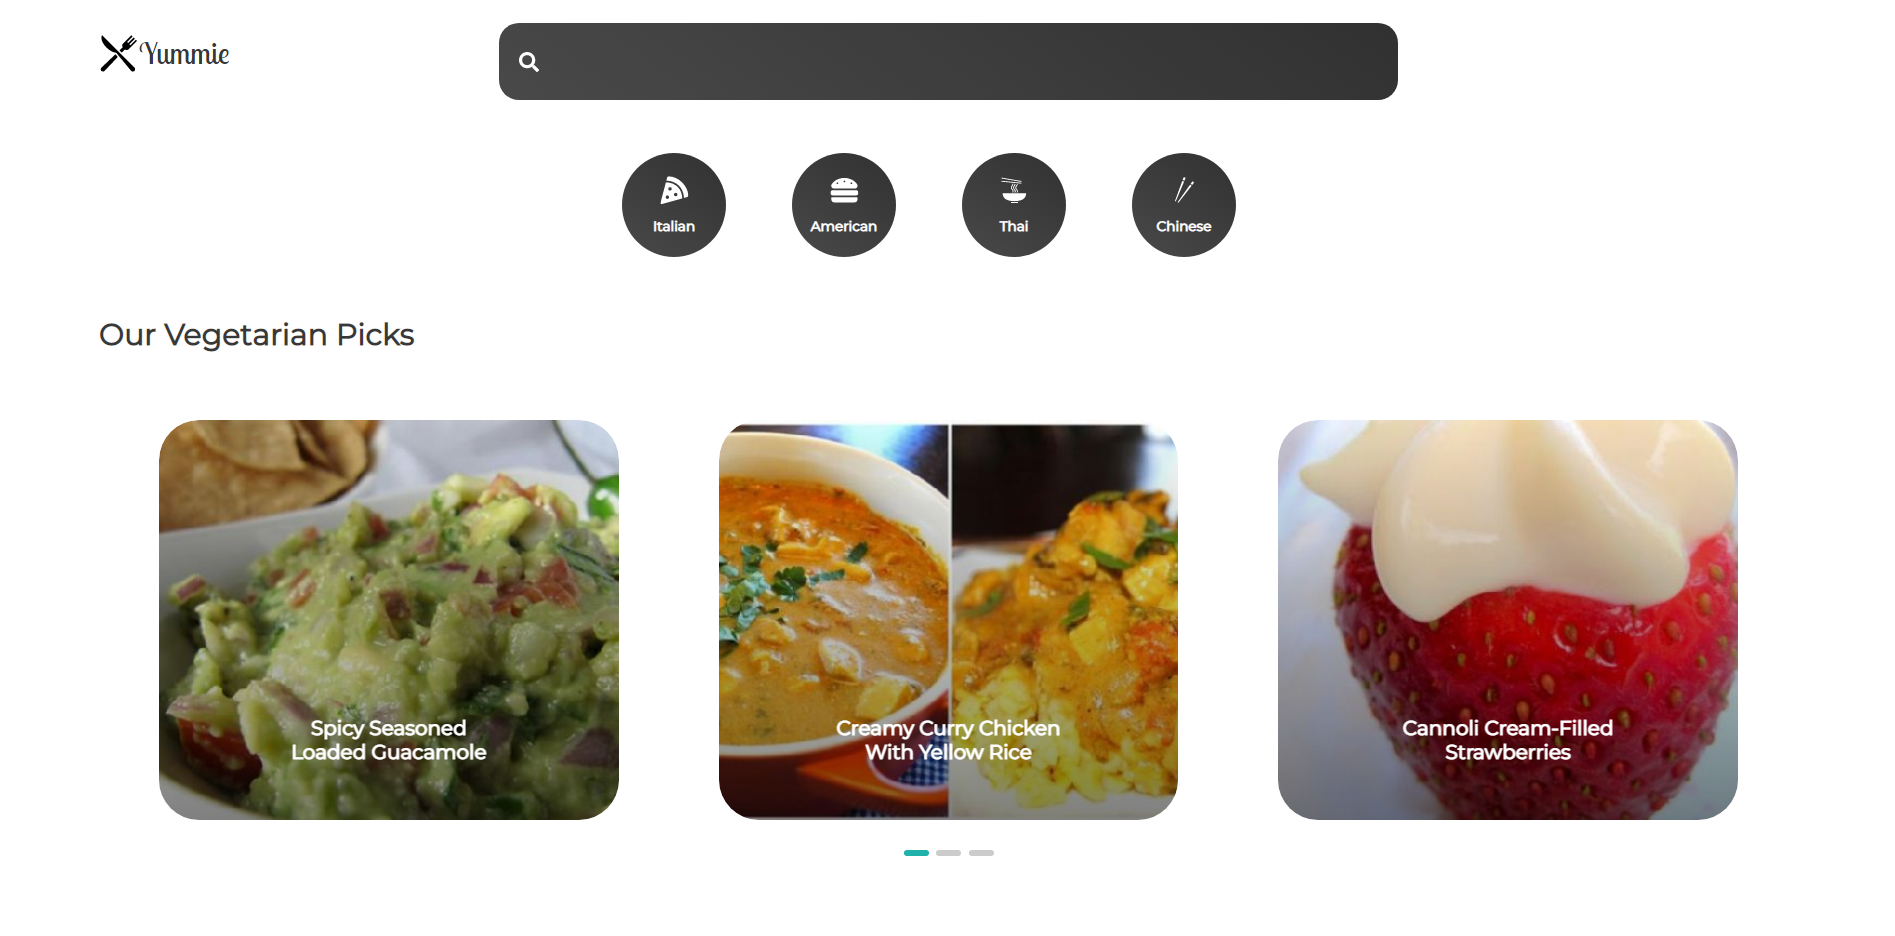 Yummie
Italian
American
Thai
Chinese
Our Vegetarian Picks
Spicy Seasoned
Loaded Guacamole
Creamy Curry Chicken
With Yellow Rice
Cannoli Cream-Filled
Strawberries